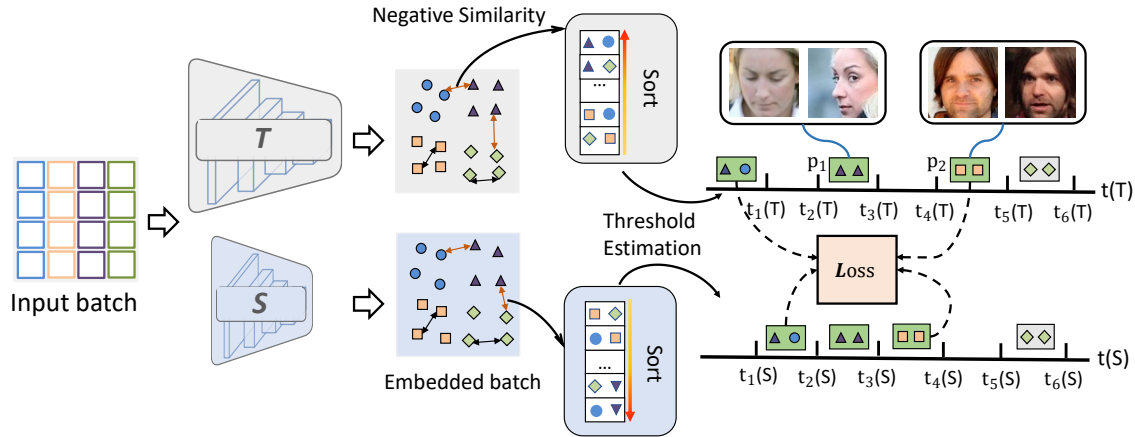 Negative Similarity
Sort
...
T
p₁
p₂
t(T)
t₁(T)
t₂(T)
t₃(T)
t₄(T)
t₅(T)
t₆(T)
Threshold
Estimation
Loss
Input batch
S
Embedded batch
...
Sort
t(S)
t₁(S)
t₂(S)
t₃(S)
t₄(S)
t₅(S)
t₆(S)